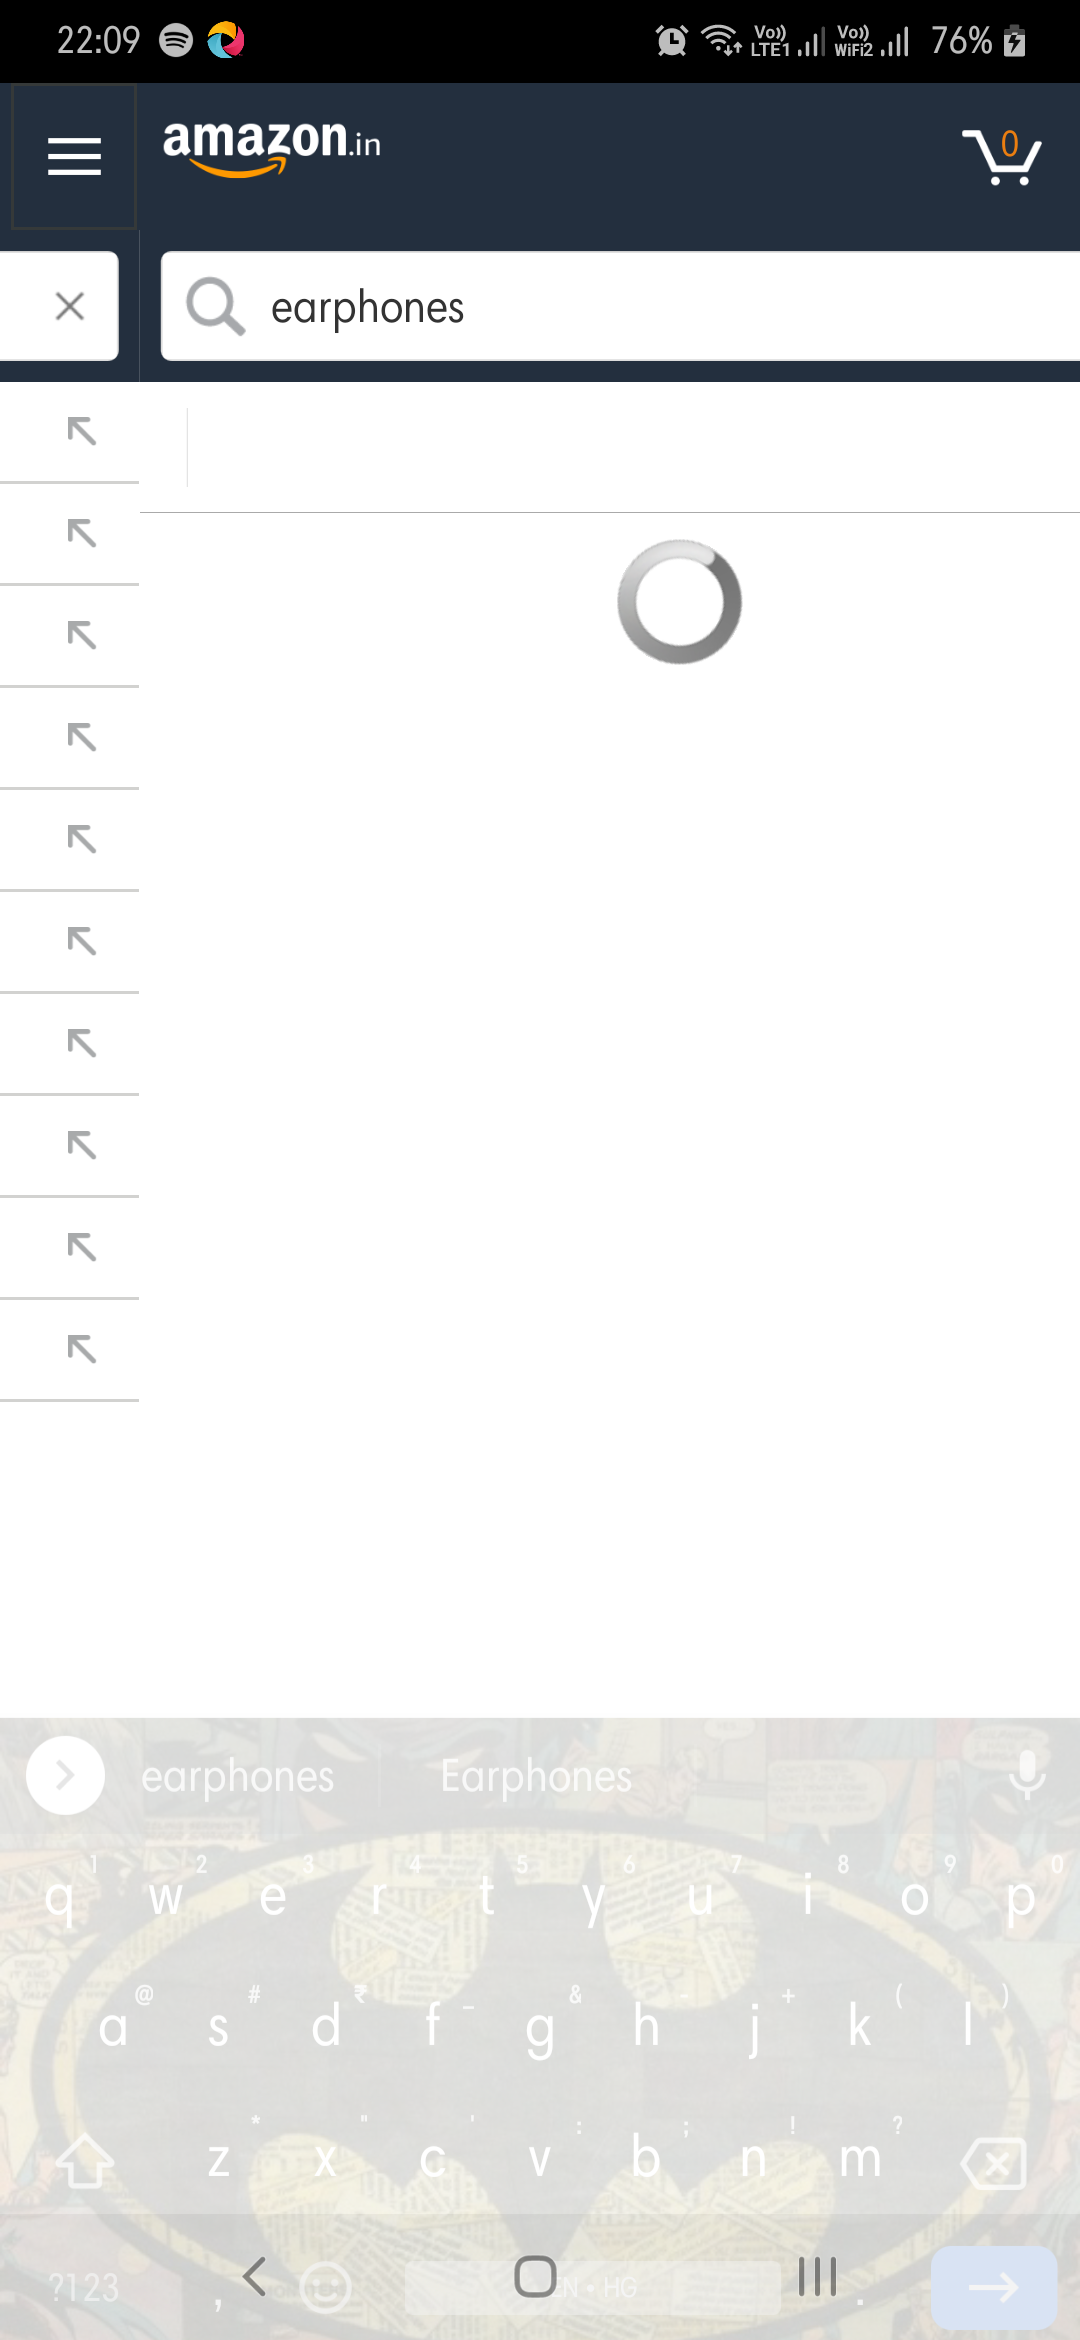 22:09 Vo)) LTE1 Vo)) WiFi2 76%
amazon.in 0
earphones
earphones Earphones
1 2 3 4 5 6 7 8 9 0
q w e r t y u i o p
@ # ₹ _ & - + ( )
a s d f g h j k l
* " ' : ; ! ?
z x c v b n m
?123 , EN • HG .